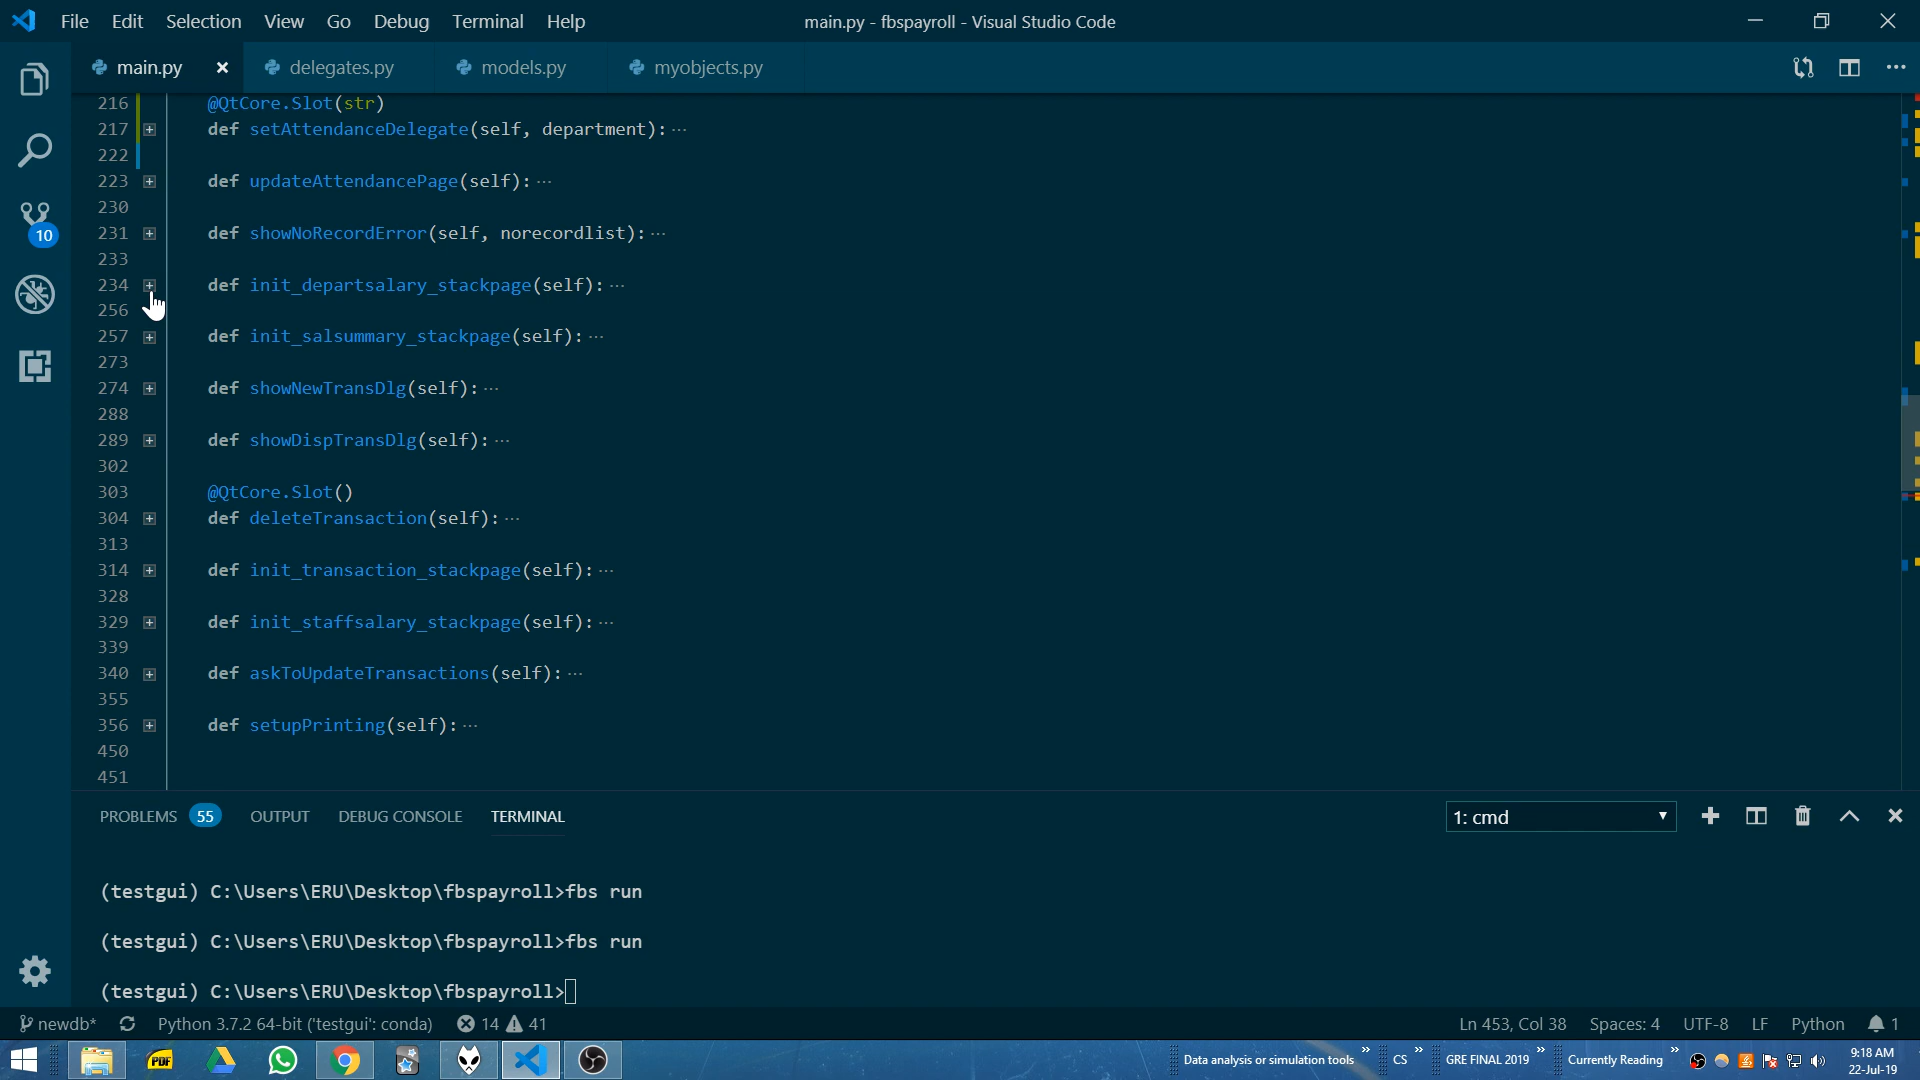 File Edit Selection View Go Debug Terminal Help main.py - fbspayroll - Visual Studio Code
main.py delegates.py models.py myobjects.py
216 @QtCore.Slot(str)
217 def setAttendanceDelegate(self, department): ···
222
223 def updateAttendancePage(self): ···
230
231 def showNoRecordError(self, norecordlist): ···
233
234 def init_departsalary_stackpage(self): ···
256
257 def init_salsummary_stackpage(self): ···
273
274 def showNewTransDlg(self): ···
288
289 def showDispTransDlg(self): ···
302
303 @QtCore.Slot()
304 def deleteTransaction(self): ···
313
314 def init_transaction_stackpage(self): ···
328
329 def init_staffsalary_stackpage(self): ···
339
340 def askToUpdateTransactions(self): ···
355
356 def setupPrinting(self): ···
450
451
10
PROBLEMS 55 OUTPUT DEBUG CONSOLE TERMINAL 1: cmd
(testgui) C:\Users\ERU\Desktop\fbspayroll>fbs run
(testgui) C:\Users\ERU\Desktop\fbspayroll>fbs run
(testgui) C:\Users\ERU\Desktop\fbspayroll>
newdb* Python 3.7.2 64-bit ('testgui': conda) 14 41 Ln 453, Col 38 Spaces: 4 UTF-8 LF Python 1
PDF Data analysis or simulation tools » CS » GRE FINAL 2019 » Currently Reading » 9:18 AM
22-Jul-19